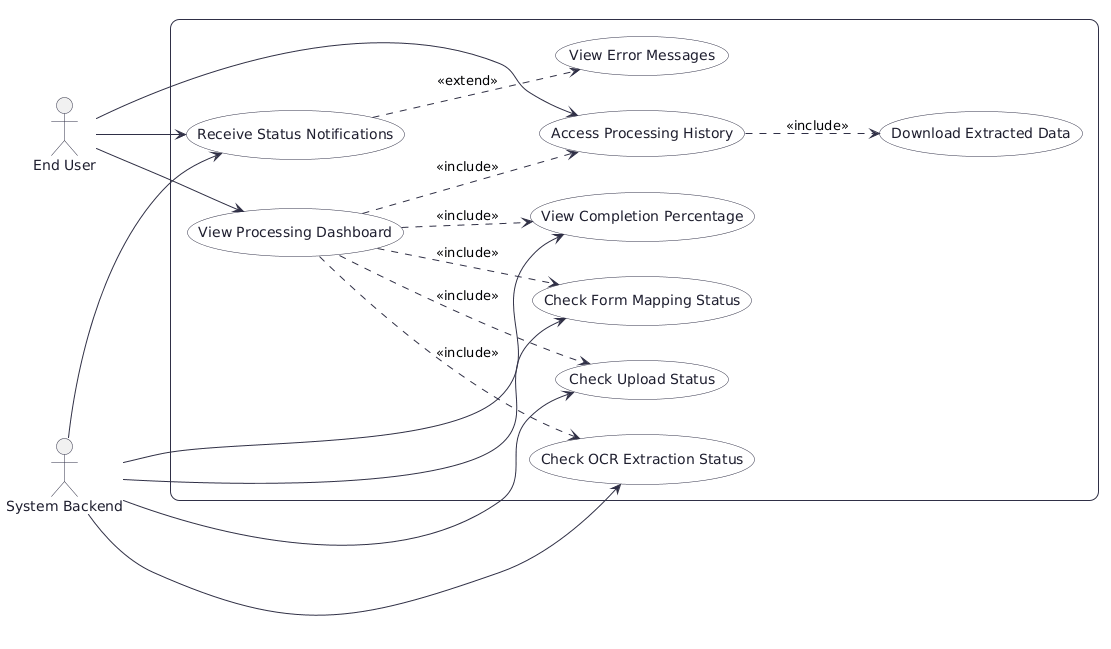 View Error Messages
«extend»
End User
Receive Status Notifications
Access Processing History
«include»
Download Extracted Data
«include»
View Processing Dashboard
«include»
View Completion Percentage
«include»
Check Form Mapping Status
«include»
Check Upload Status
«include»
Check OCR Extraction Status
System Backend